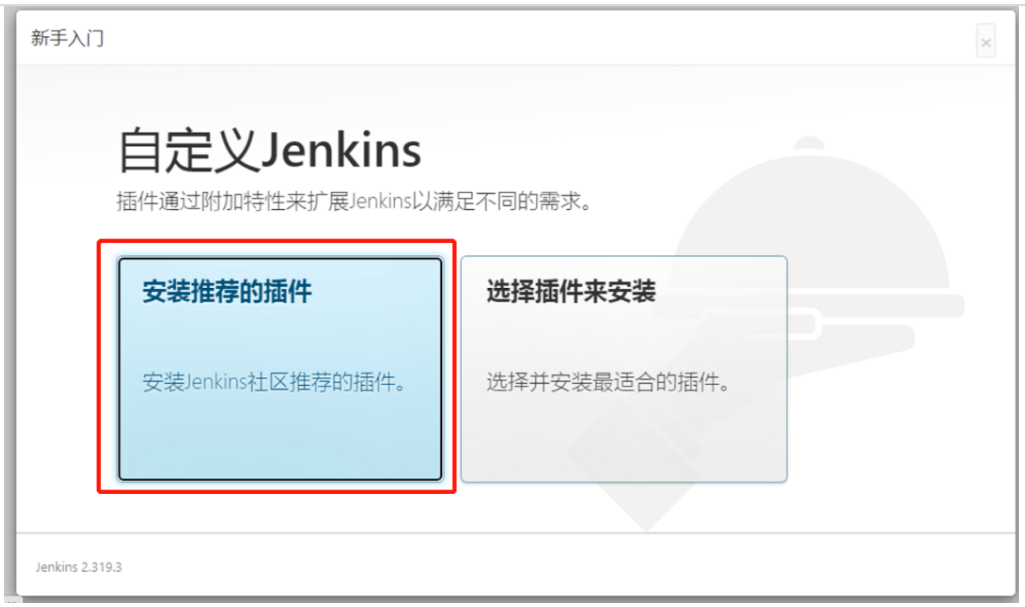 新手入门
×
自定义Jenkins
插件通过附加特性来扩展Jenkins以满足不同的需求。
安装推荐的插件
安装Jenkins社区推荐的插件。
选择插件来安装
选择并安装最适合的插件。
Jenkins 2.319.3